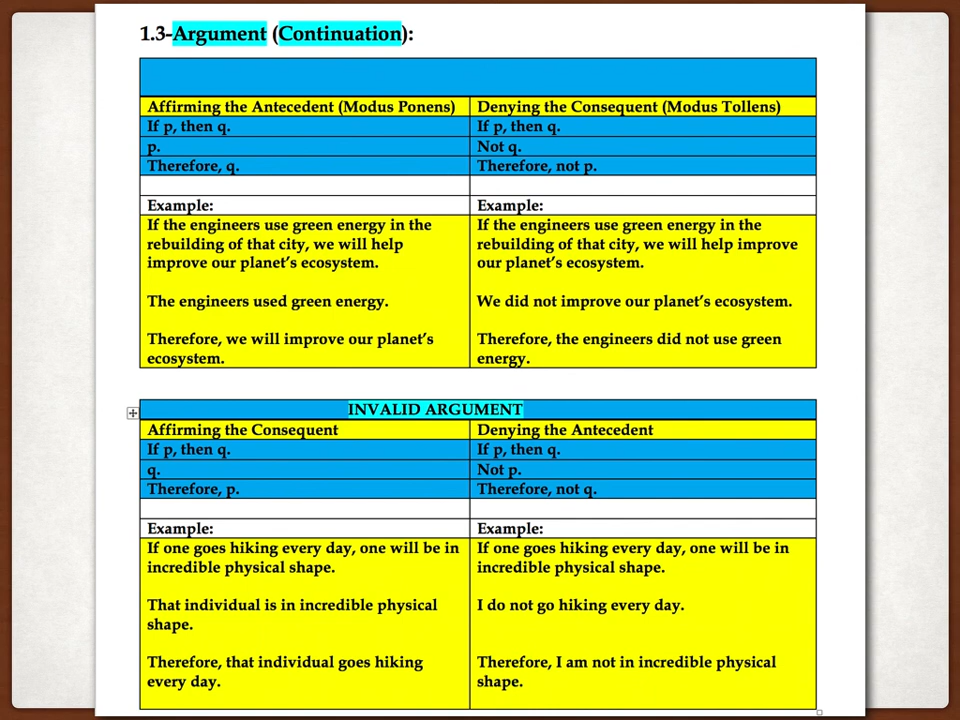 1.3-Argument (Continuation):
Affirming the Antecedent (Modus Ponens)
Denying the Consequent (Modus Tollens)
If p, then q.
If p, then q.
p.
Not q.
Therefore, q.
Therefore, not p.
Example:
Example:
If the engineers use green energy in the
rebuilding of that city, we will help
improve our planet’s ecosystem.
The engineers used green energy.
Therefore, we will improve our planet’s
ecosystem.
If the engineers use green energy in the
rebuilding of that city, we will help improve
our planet’s ecosystem.
We did not improve our planet’s ecosystem.
Therefore, the engineers did not use green
energy.
INVALID ARGUMENT
Affirming the Consequent
Denying the Antecedent
If p, then q.
If p, then q.
q.
Not p.
Therefore, p.
Therefore, not q.
Example:
Example:
If one goes hiking every day, one will be in
incredible physical shape.
That individual is in incredible physical
shape.
Therefore, that individual goes hiking
every day.
If one goes hiking every day, one will be in
incredible physical shape.
I do not go hiking every day.
Therefore, I am not in incredible physical
shape.